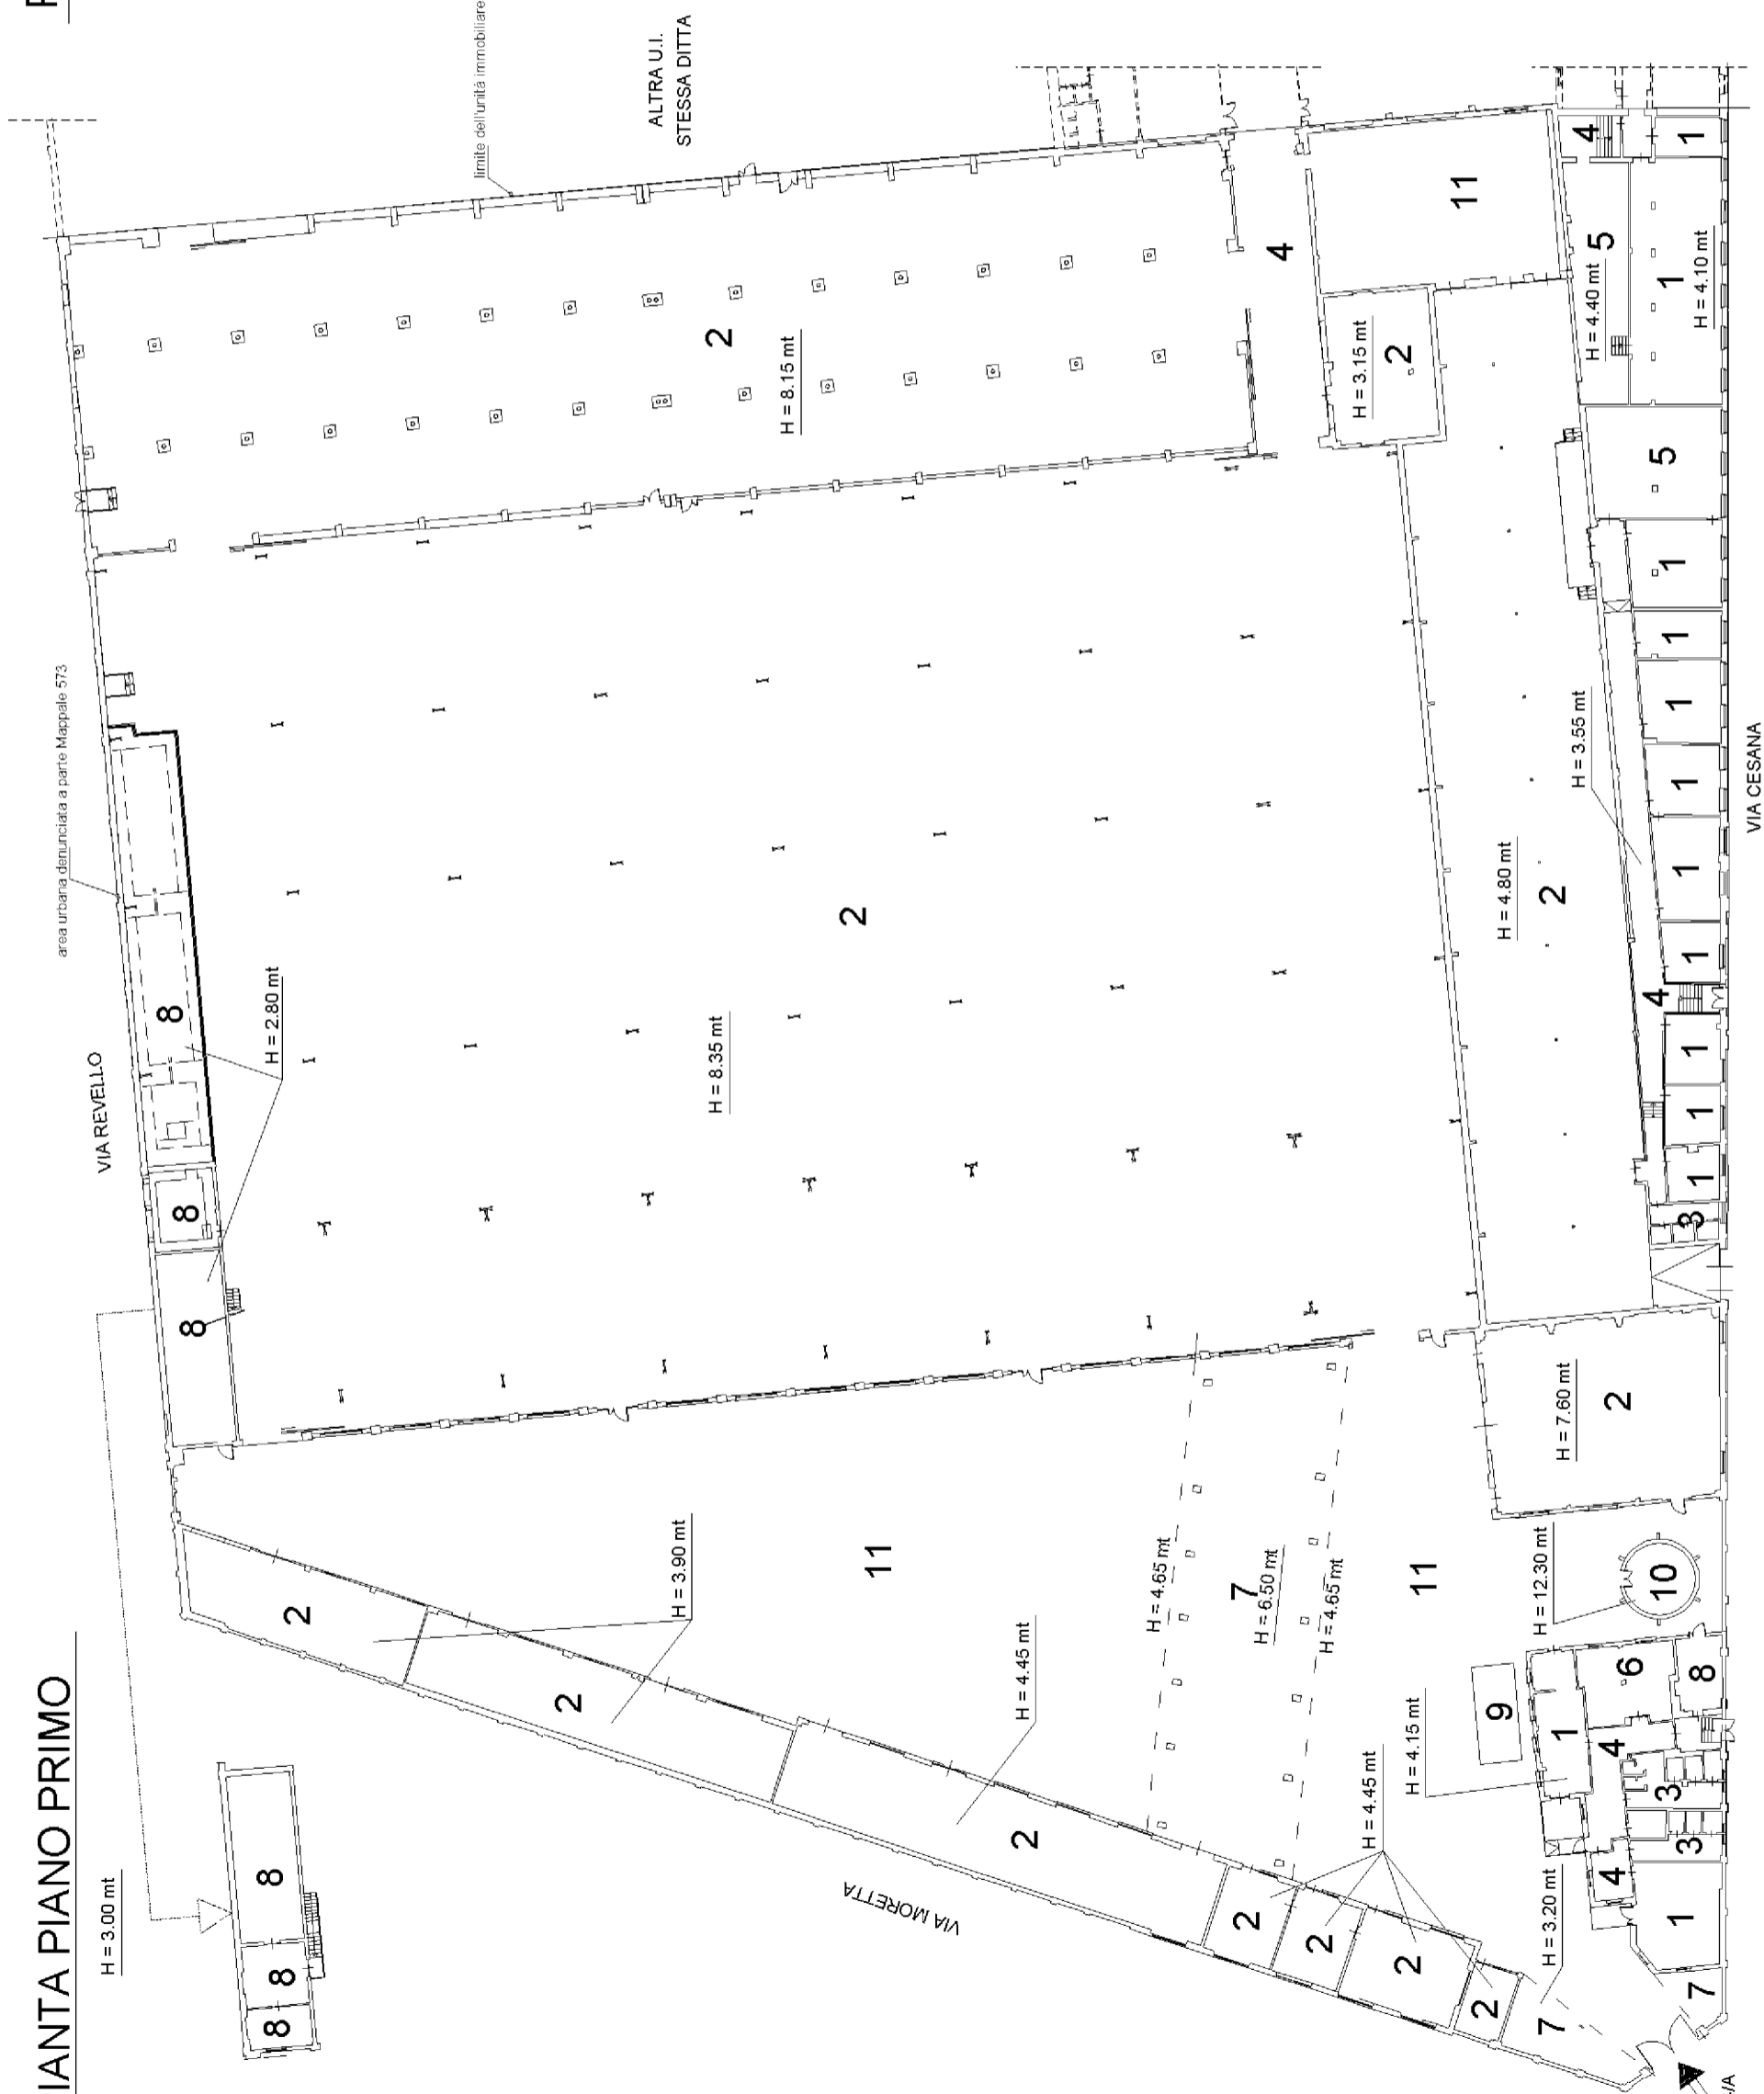 IANTA PIANO PRIMO
H = 3.00 mt
8
8
8
VIA REVELLO
area urbana denunciata a parte Mappale 573
limite dell'unità immobiliare
ALTRA U.I.
STESSA DITTA
8
8
8
H = 2.80 mt
2
H = 8.15 mt
2
H = 8.35 mt
4
11
H = 3.15 mt
2
4
1
5
H = 4.40 mt
1
H = 4.10 mt
5
1
1
1
1
1
1
H = 3.55 mt
4
1
1
1
3
H = 4.80 mt
2
VIA CESANA
H = 7.60 mt
2
2
H = 3.90 mt
2
11
H = 4.45 mt
2
VIA MORETTA
H = 4.65 mt
7
H = 6.50 mt
H = 4.65 mt
11
H = 12.30 mt
10
9
6
8
H = 4.15 mt
1
4
3
3
4
1
H = 4.45 mt
2
2
2
2
H = 3.20 mt
7
7